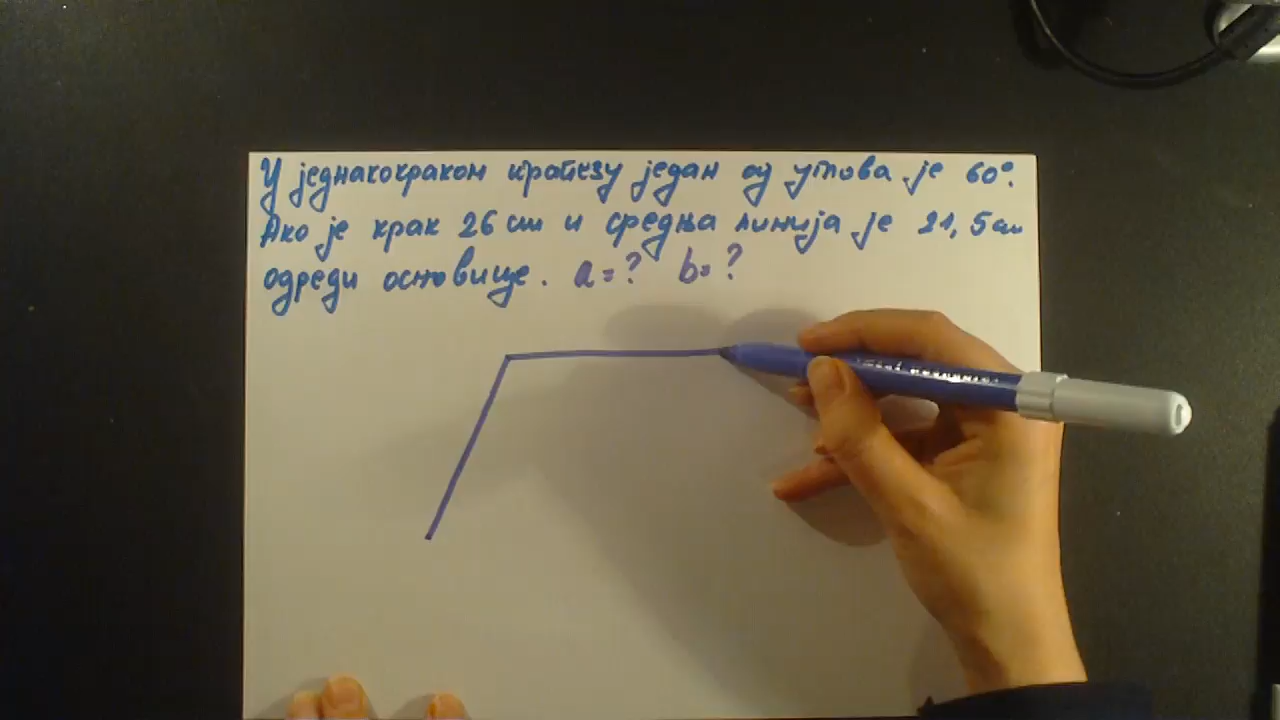 У једнакокраком трапезу један од углова је 60°.
Ако је крак 26 cm и средња линија је 21,5 cm
одреди основице. a=? b=?